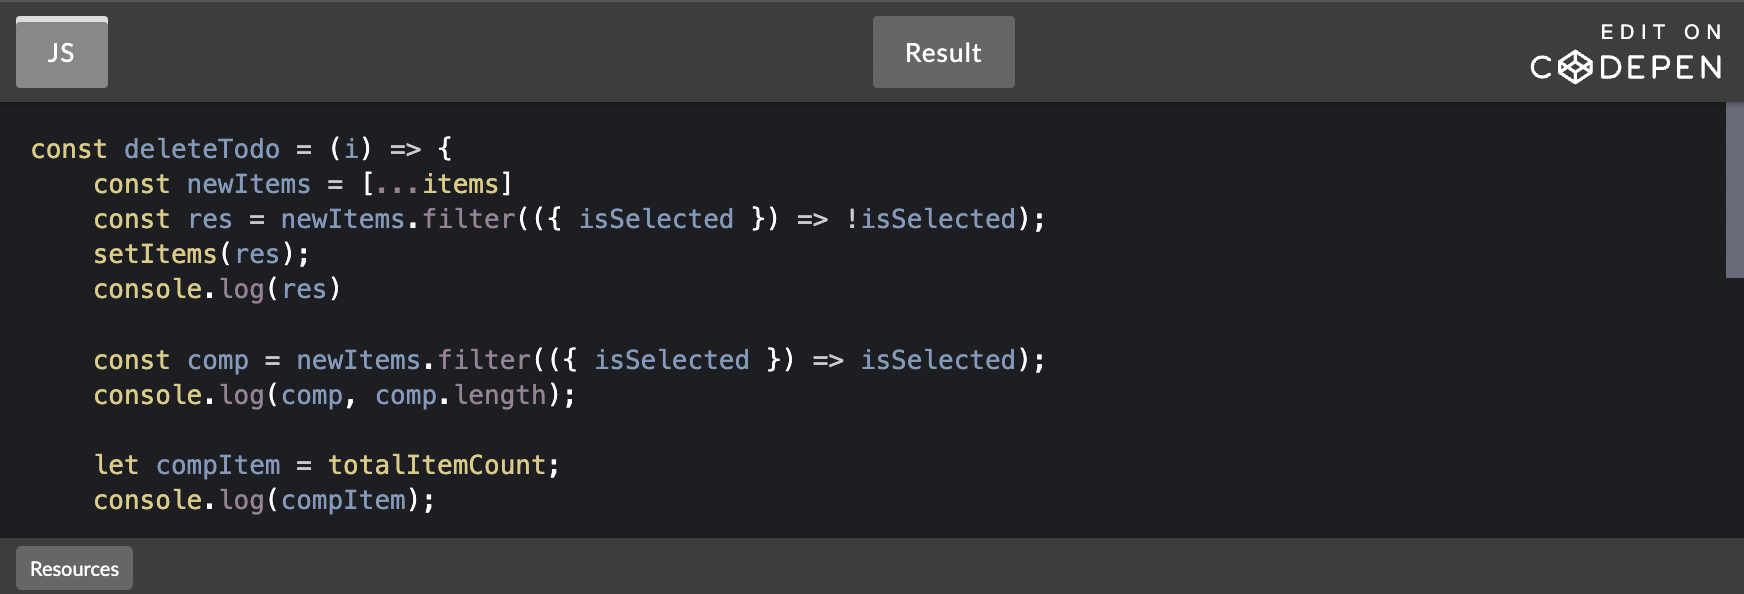 JS
Result
EDIT ON
CODEPEN
const deleteTodo = (i) => {
    const newItems = [...items]
    const res = newItems.filter(({ isSelected }) => !isSelected);
    setItems(res);
    console.log(res)
    const comp = newItems.filter(({ isSelected }) => isSelected);
    console.log(comp, comp.length);
    let compItem = totalItemCount;
    console.log(compItem);
Resources